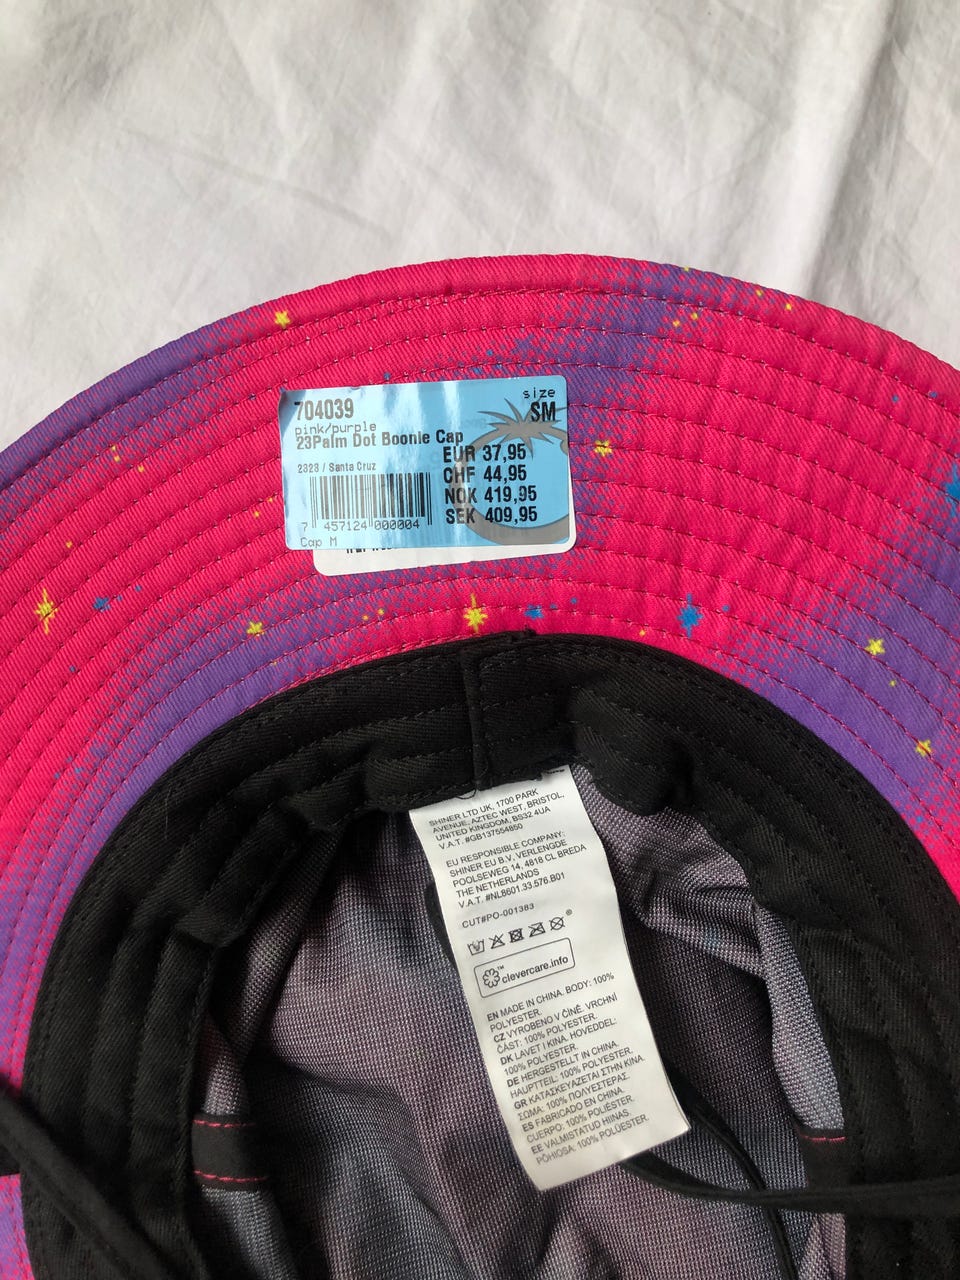 704039
size
SM
pink/purple
23Palm Dot Boonie Cap
EUR 37,95
CHF 44,95
NOK 419,95
SEK 409,95
2323 / Santa Cruz
7 457124 000004
Cap M
SHINER LTD UK, 1700 PARK
AVENUE, AZTEC WEST, BRISTOL,
UNITED KINGDOM, BS32 4UA
V.A.T. #GB137554850
EU RESPONSIBLE COMPANY:
SHINER EU B.V, VERLENGDE
POOLSEWEG 14, 4818 CL BREDA
THE NETHERLANDS
V.A.T. #NL8601.33.576.B01
CUT#PO-001383
clevercare.info
EN MADE IN CHINA. BODY: 100%
POLYESTER.
CZ VYROBENO V ČÍNĚ. VRCHNÍ
ČÁST: 100% POLYESTER.
DK LAVET I KINA. HOVEDDEL:
100% POLYESTER.
DE HERGESTELLT IN CHINA.
HAUPTTEIL: 100% POLYESTER.
GR ΚΑΤΑΣΚΕΥΑΖΕΤΑΙ ΣΤΗΝ ΚΙΝΑ.
ΣΩΜΑ: 100% ΠΟΛΥΕΣΤΕΡΑΣ.
ES FABRICADO EN CHINA.
CUERPO: 100% POLIÉSTER.
EE VALMISTATUD HIINAS.
PÕHIOSA: 100% POLÜESTER.